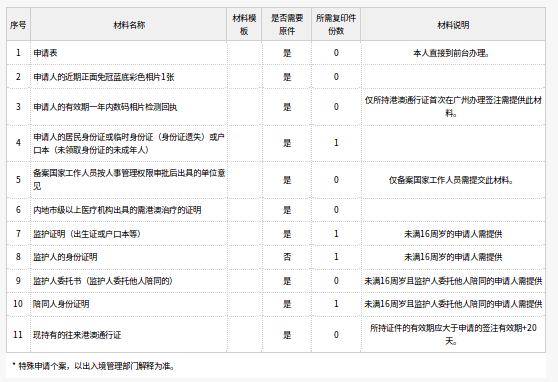 序号 材料名称 材料模板 是否需要原件 所需复印件份数 材料说明
1 申请表 是 0 本人直接到前台办理。
2 申请人的近期正面免冠蓝底彩色相片1张 是 0
3 申请人的有效期一年内数码相片检测回执 是 0 仅所持港澳通行证首次在广州办理签注需提供此材料。
4 申请人的居民身份证或临时身份证（身份证遗失）或户口本（未领取身份证的未成年人） 是 1
5 备案国家工作人员按人事管理权限审批后出具的单位意见 是 0 仅备案国家工作人员需提交此材料。
6 内地市级以上医疗机构出具的需港澳治疗的证明 是 0
7 监护证明（出生证或户口本等） 是 1 未满16周岁的申请人需提供
8 监护人的身份证明 否 1 未满16周岁的申请人需提供
9 监护人委托书（监护人委托他人陪同的） 是 0 未满16周岁且监护人委托他人陪同的申请人需提供
10 陪同人身份证明 是 1 未满16周岁且监护人委托他人陪同的申请人需提供
11 现持有的往来港澳通行证 是 0 所持证件的有效期应大于申请的签注有效期+20天。
* 特殊申请个案，以出入境管理部门解释为准。